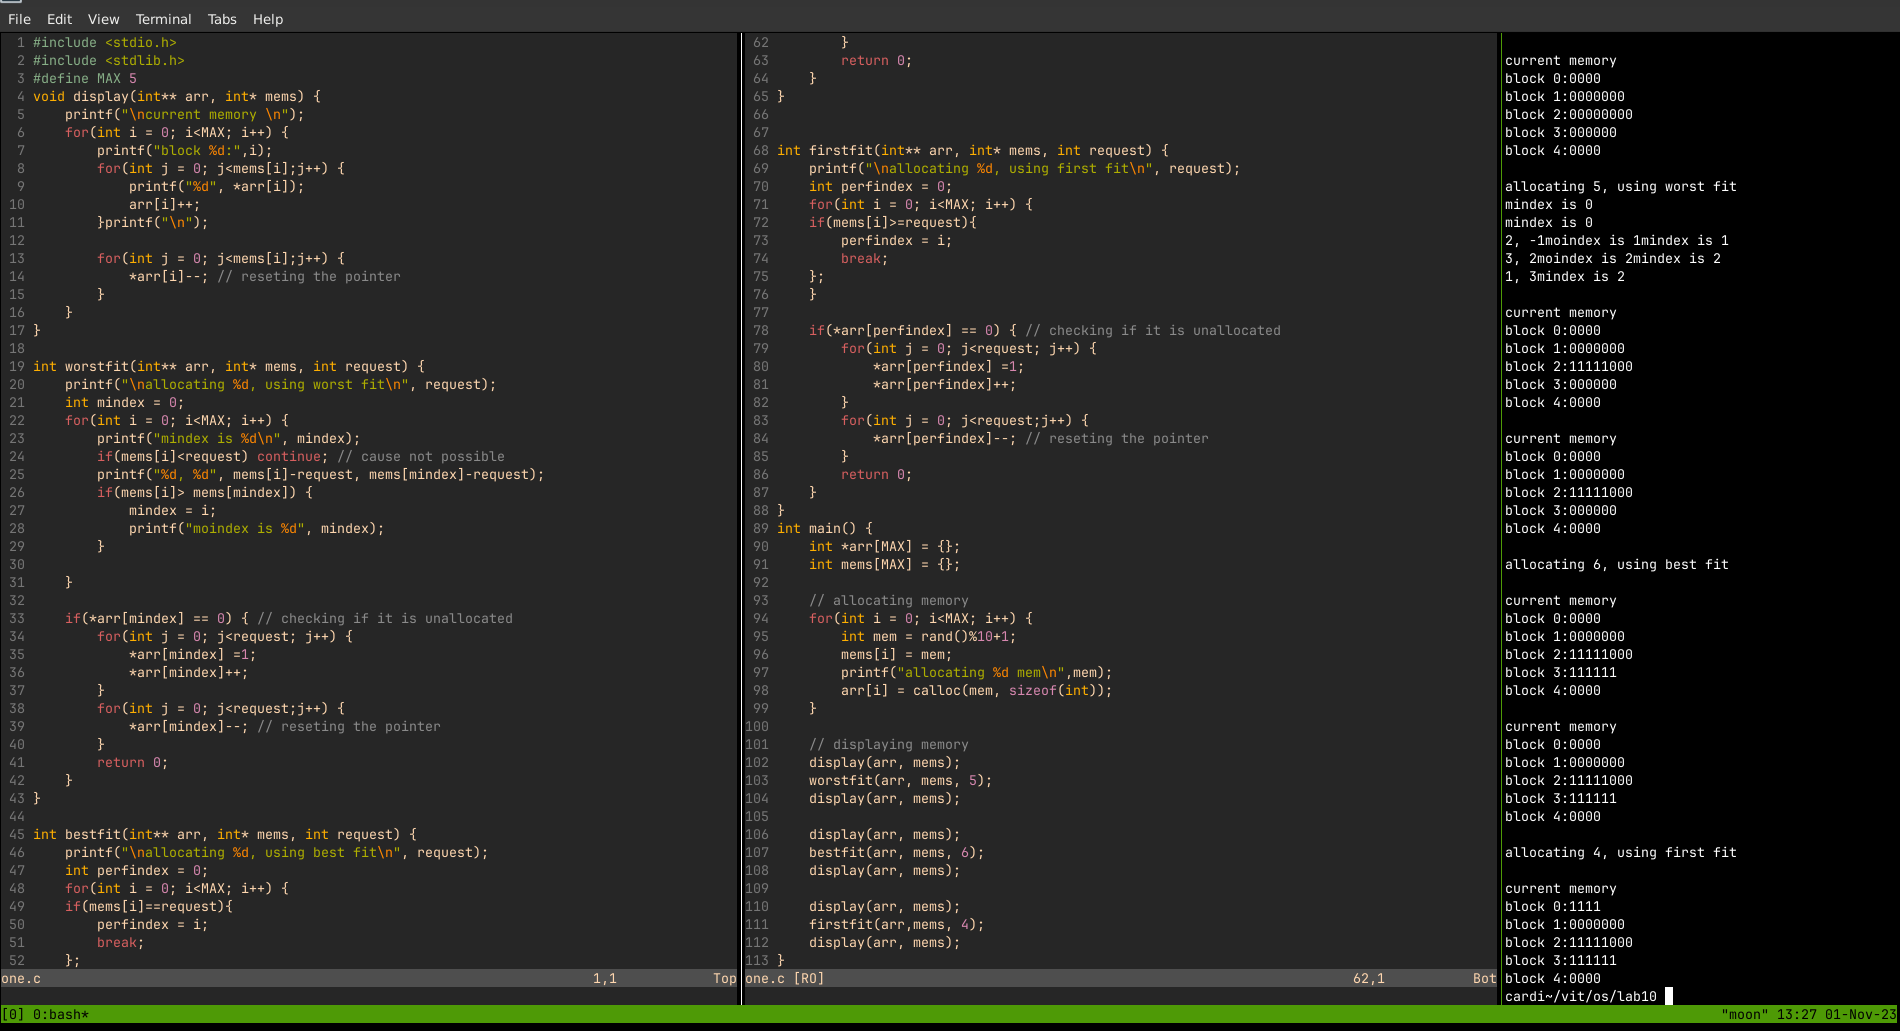 File Edit View Terminal Tabs Help
1 #include <stdio.h>
2 #include <stdlib.h>
3 #define MAX 5
4 void display(int** arr, int* mems) {
5     printf("\ncurrent memory \n");
6     for(int i = 0; i<MAX; i++) {
7         printf("block %d:",i);
8         for(int j = 0; j<mems[i];j++) {
9             printf("%d", *arr[i]);
10             arr[i]++;
11         }printf("\n");
12
13         for(int j = 0; j<mems[i];j++) {
14             *arr[i]--; // reseting the pointer
15         }
16     }
17 }
18
19 int worstfit(int** arr, int* mems, int request) {
20     printf("\nallocating %d, using worst fit\n", request);
21     int mindex = 0;
22     for(int i = 0; i<MAX; i++) {
23         printf("mindex is %d\n", mindex);
24         if(mems[i]<request) continue; // cause not possible
25         printf("%d, %d", mems[i]-request, mems[mindex]-request);
26         if(mems[i]> mems[mindex]) {
27             mindex = i;
28             printf("moindex is %d", mindex);
29         }
30
31     }
32
33     if(*arr[mindex] == 0) { // checking if it is unallocated
34         for(int j = 0; j<request; j++) {
35             *arr[mindex] =1;
36             *arr[mindex]++;
37         }
38         for(int j = 0; j<request;j++) {
39             *arr[mindex]--; // reseting the pointer
40         }
41         return 0;
42     }
43 }
44
45 int bestfit(int** arr, int* mems, int request) {
46     printf("\nallocating %d, using best fit\n", request);
47     int perfindex = 0;
48     for(int i = 0; i<MAX; i++) {
49     if(mems[i]==request){
50         perfindex = i;
51         break;
52     };
one.c 1,1 Top
62         }
63         return 0;
64     }
65 }
66
67
68 int firstfit(int** arr, int* mems, int request) {
69     printf("\nallocating %d, using first fit\n", request);
70     int perfindex = 0;
71     for(int i = 0; i<MAX; i++) {
72     if(mems[i]>=request){
73         perfindex = i;
74         break;
75     };
76     }
77
78     if(*arr[perfindex] == 0) { // checking if it is unallocated
79         for(int j = 0; j<request; j++) {
80             *arr[perfindex] =1;
81             *arr[perfindex]++;
82         }
83         for(int j = 0; j<request;j++) {
84             *arr[perfindex]--; // reseting the pointer
85         }
86         return 0;
87     }
88 }
89 int main() {
90     int *arr[MAX] = {};
91     int mems[MAX] = {};
92
93     // allocating memory
94     for(int i = 0; i<MAX; i++) {
95         int mem = rand()%10+1;
96         mems[i] = mem;
97         printf("allocating %d mem\n",mem);
98         arr[i] = calloc(mem, sizeof(int));
99     }
100
101     // displaying memory
102     display(arr, mems);
103     worstfit(arr, mems, 5);
104     display(arr, mems);
105
106     display(arr, mems);
107     bestfit(arr, mems, 6);
108     display(arr, mems);
109
110     display(arr, mems);
111     firstfit(arr,mems, 4);
112     display(arr, mems);
113 }
one.c [RO] 62,1 Bot
current memory
block 0:0000
block 1:0000000
block 2:00000000
block 3:000000
block 4:0000

allocating 5, using worst fit
mindex is 0
mindex is 0
2, -1moindex is 1mindex is 1
3, 2moindex is 2mindex is 2
1, 3mindex is 2

current memory
block 0:0000
block 1:0000000
block 2:11111000
block 3:000000
block 4:0000

current memory
block 0:0000
block 1:0000000
block 2:11111000
block 3:000000
block 4:0000

allocating 6, using best fit

current memory
block 0:0000
block 1:0000000
block 2:11111000
block 3:111111
block 4:0000

current memory
block 0:0000
block 1:0000000
block 2:11111000
block 3:111111
block 4:0000

allocating 4, using first fit

current memory
block 0:1111
block 1:0000000
block 2:11111000
block 3:111111
block 4:0000
cardi~/vit/os/lab10
[0] 0:bash* "moon" 13:27 01-Nov-23